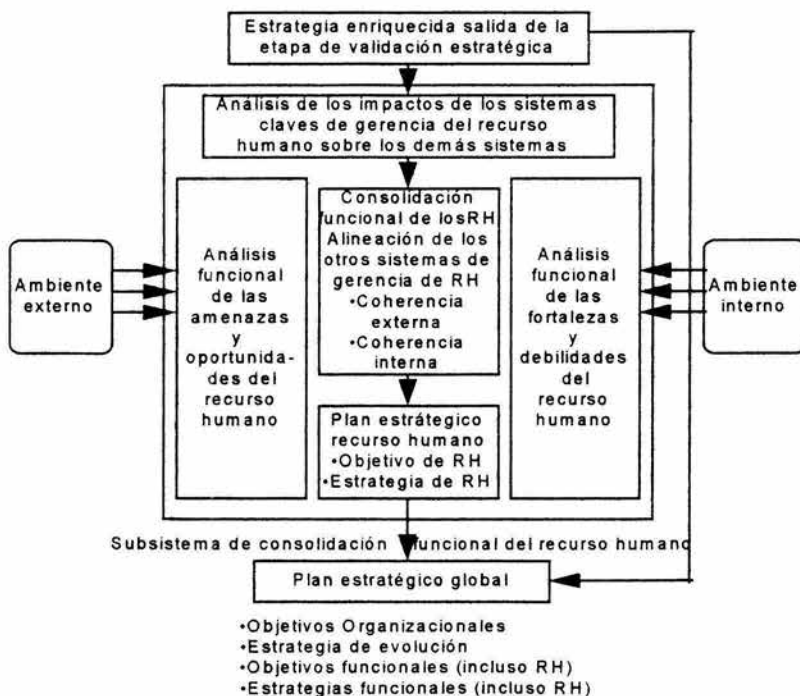 Estrategia enriquecida salida de la
etapa de validación estratégica
Análisis de los impactos de los sistemas
claves de gerencia del recurso
humano sobre los demás sistemas
Ambiente
externo
Análisis
funcional
de las
amenazas
y
oportunida-
des del
recurso
humano
Consolidación
funcional de losRH
Alineación de los
otros sistemas de
gerencia de RH
•Coherencia
externa
•Coherencia
interna
Análisis
funcional
de las
fortalezas
y
debilidades
del
recurso
humano
Ambiente
interno
Plan estrátegico
recurso humano
•Objetivo de RH
•Estrategia de RH
Subsistema de consolidación funcional del recurso humano
Plan estratégico global
•Objetivos Organizacionales
•Estrategia de evolución
•Objetivos funcionales (incluso RH)
•Estrategias funcionales (incluso RH)